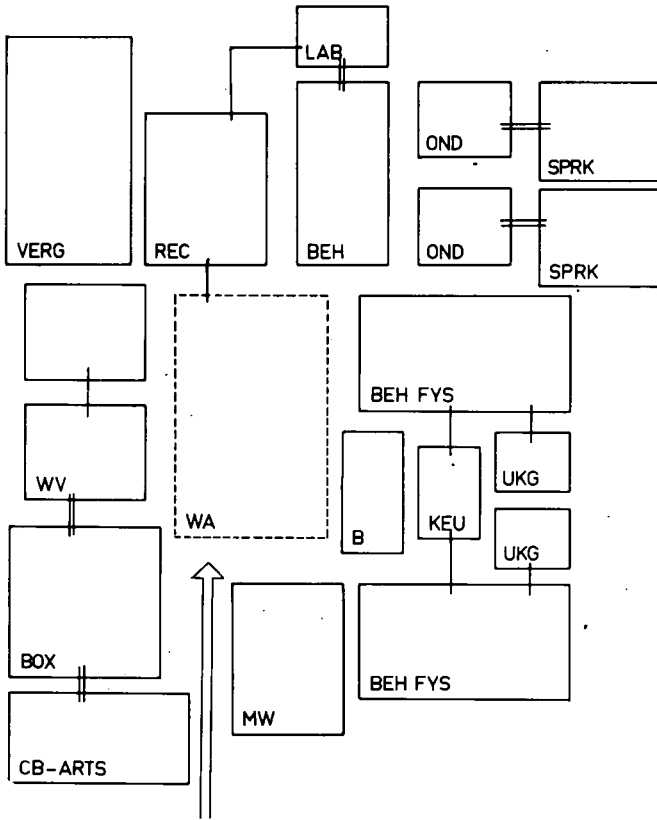 LAB
OND
SPRK
VERG
REC
BEH
OND
SPRK
BEH FYS
WV
WA
B
KEU
UKG
UKG
BOX
MW
BEH FYS
CB-ARTS